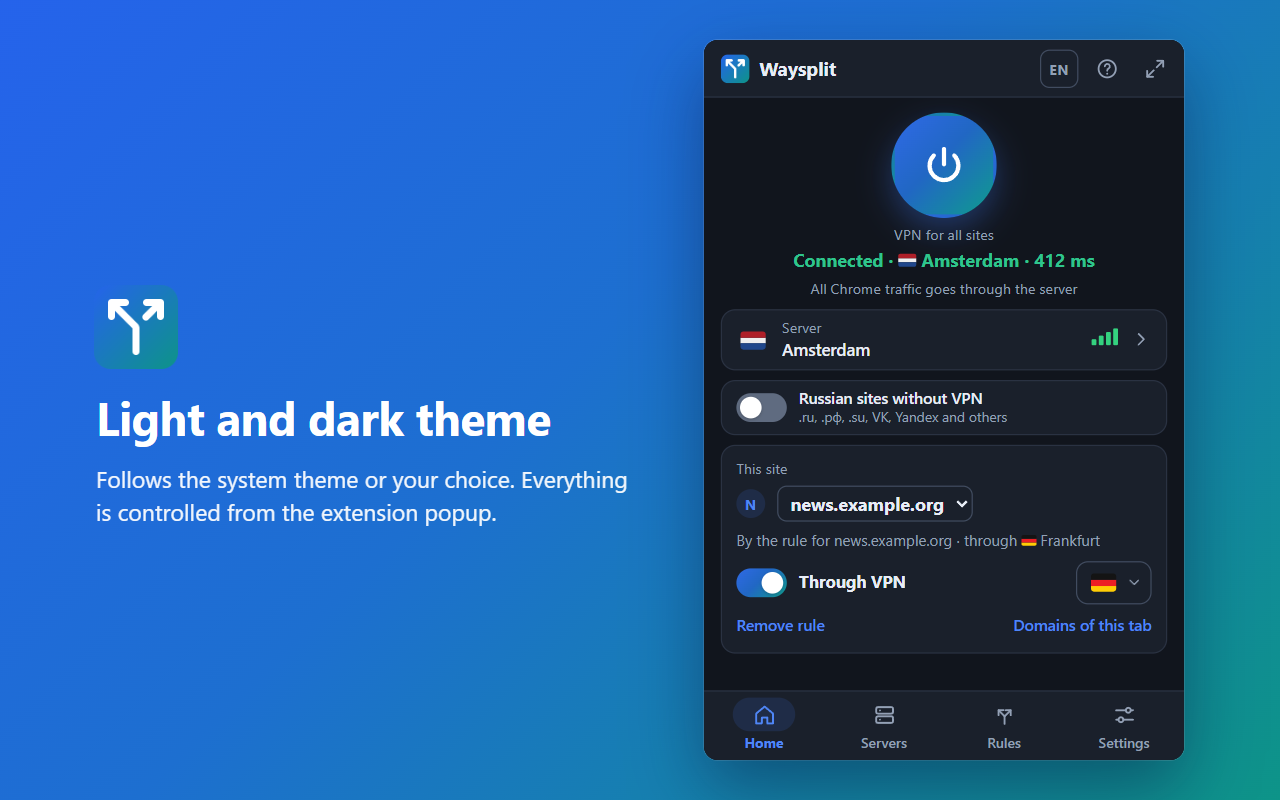 Light and dark theme
Follows the system theme or your choice. Everything
is controlled from the extension popup.
Waysplit
EN
VPN for all sites
Connected · Amsterdam · 412 ms
All Chrome traffic goes through the server
Server
Amsterdam
Russian sites without VPN
.ru, .рф, .su, VK, Yandex and others
This site
N
news.example.org
By the rule for news.example.org · through Frankfurt
Through VPN
Remove rule
Domains of this tab
Home
Servers
Rules
Settings